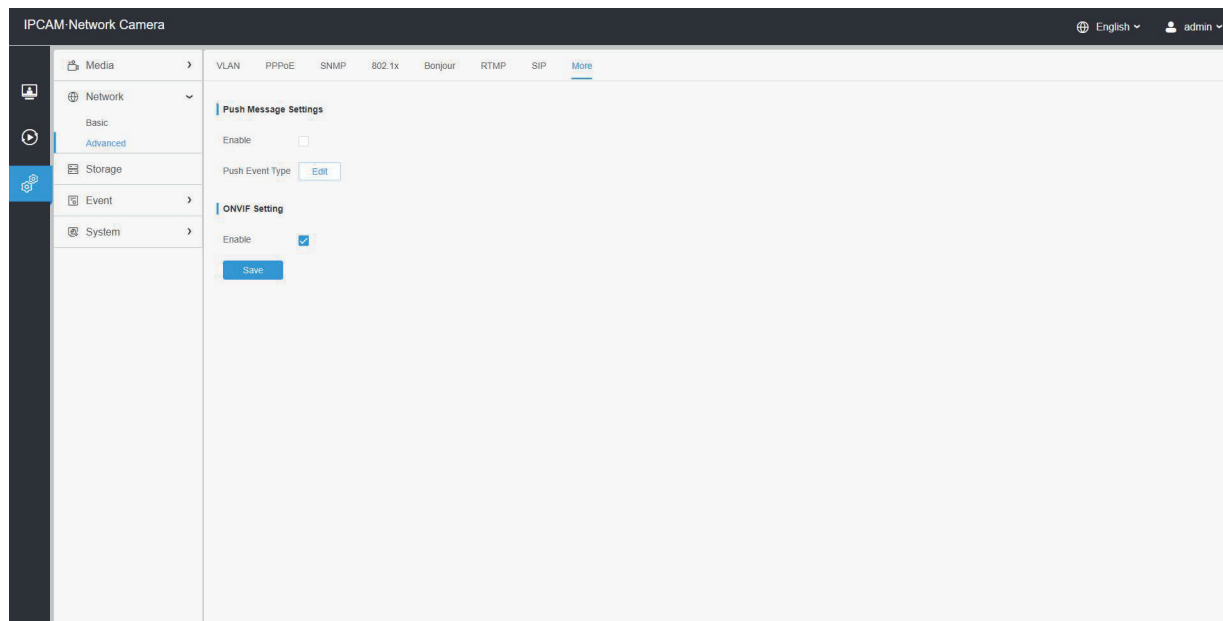 IPCAM·Network Camera
English
admin
Media
Network
Basic
Advanced
Storage
Event
System
VLAN PPPoE SNMP 802.1x Bonjour RTMP SIP More
Push Message Settings
Enable
Push Event Type Edit
ONVIF Setting
Enable
Save